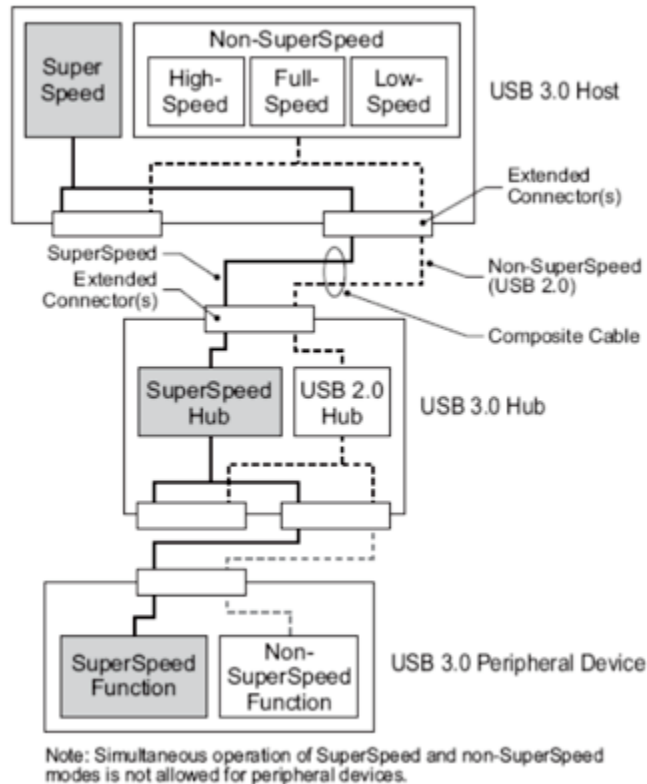 Non-SuperSpeed
Super
Speed
High-
Speed
Full-
Speed
Low-
Speed
USB 3.0 Host
Extended
Connector(s)
SuperSpeed
Extended
Connector(s)
Non-SuperSpeed
(USB 2.0)
Composite Cable
SuperSpeed
Hub
USB 2.0
Hub
USB 3.0 Hub
SuperSpeed
Function
Non-
SuperSpeed
Function
USB 3.0 Peripheral Device
Note: Simultaneous operation of SuperSpeed and non-SuperSpeed
modes is not allowed for peripheral devices.